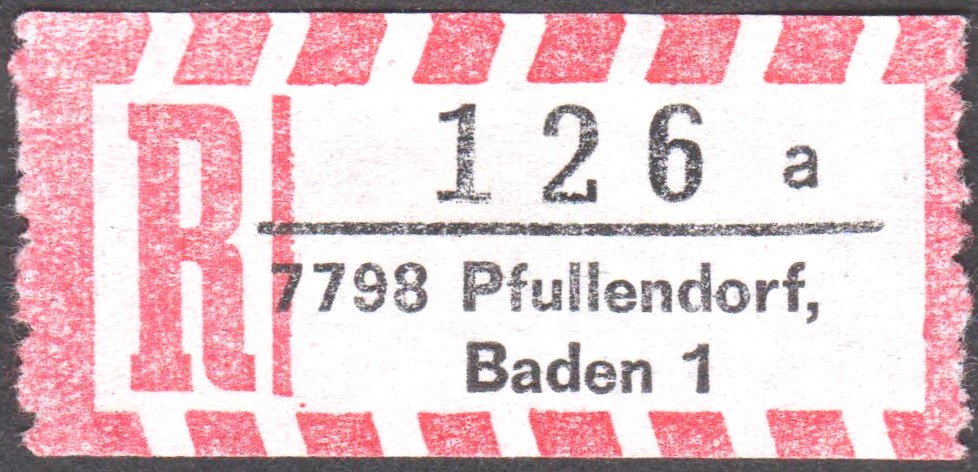 R
126 a
7798 Pfullendorf,
Baden 1